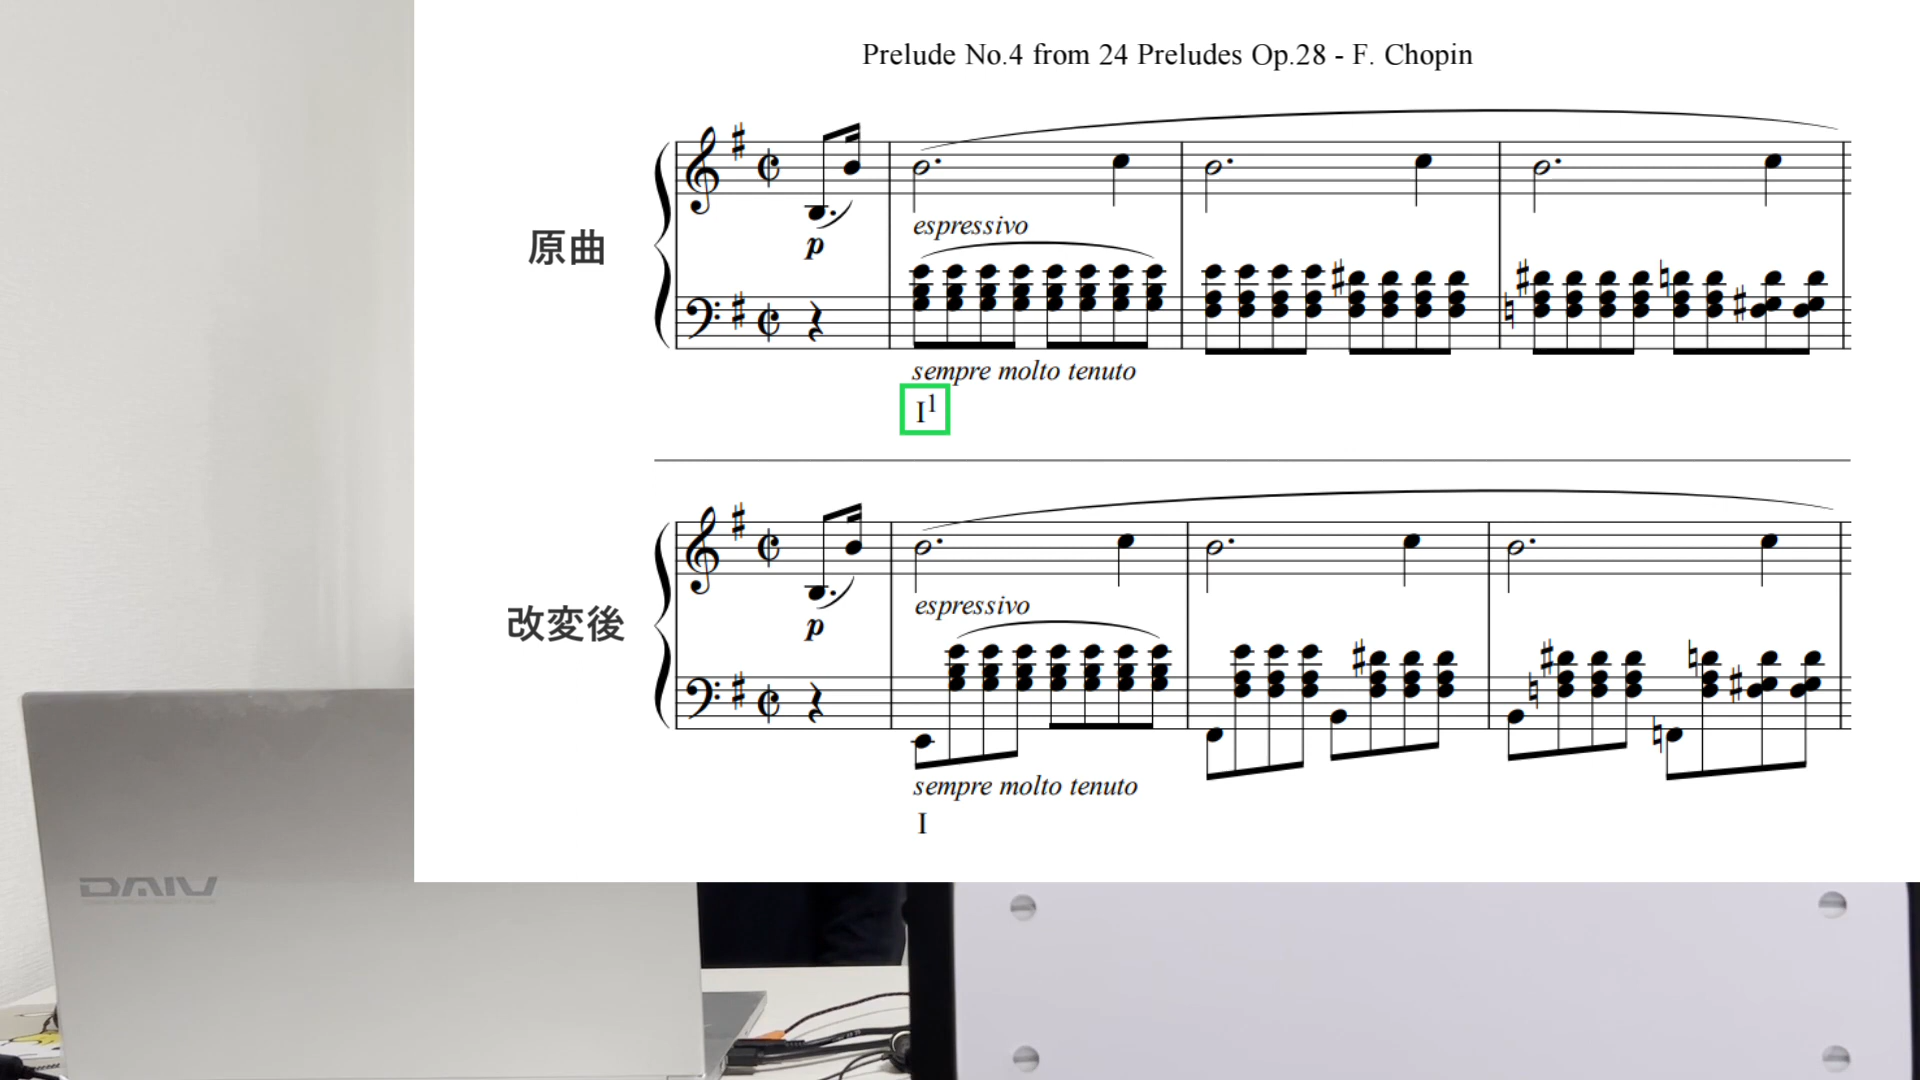 Prelude No.4 from 24 Preludes Op.28 - F. Chopin
原曲
p
espressivo
sempre molto tenuto
I1
改変後
p
espressivo
sempre molto tenuto
I
DAIV